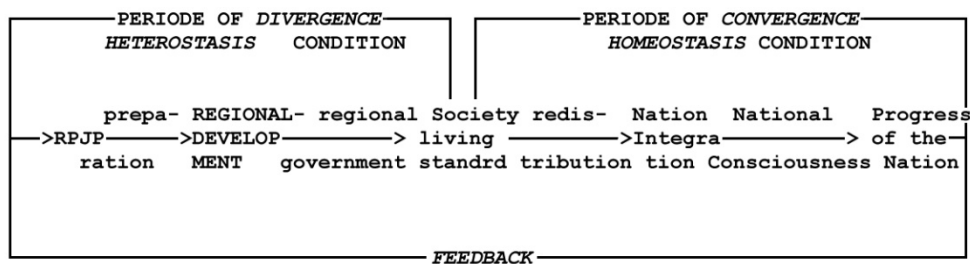 PERIODE OF DIVERGENCE PERIODE OF CONVERGENCE
HETEROSTASIS CONDITION HOMEOSTASIS CONDITION
prepa- REGIONAL- regional Society redis- Nation National Progress
>RPJP >DEVELOP > living >Integra > of the
ration MENT government standrd tribution tion Consciousness Nation
FEEDBACK